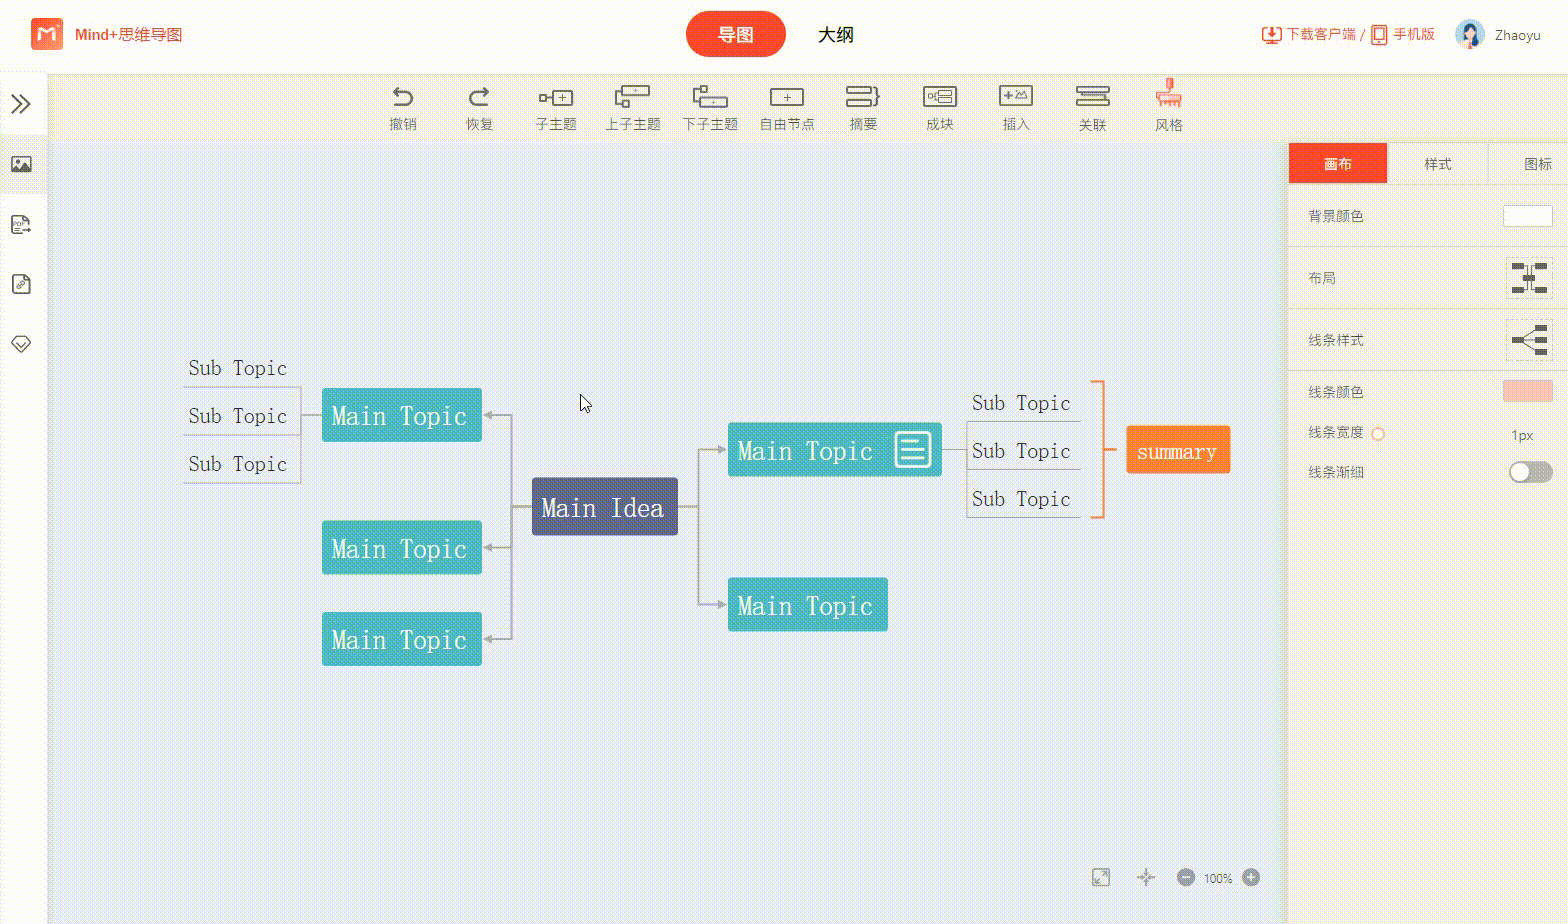 Mind+思维导图
导图
大纲
下载客户端 / 手机版
Zhaoyu
撤销
恢复
子主题
上子主题
下子主题
自由节点
摘要
成块
插入
关联
风格
画布
样式
图标
背景颜色
布局
线条样式
线条颜色
线条宽度
1px
线条渐细
PDF
Sub Topic
Sub Topic
Sub Topic
Main Topic
Main Topic
Main Topic
Main Idea
Main Topic
Main Topic
Sub Topic
Sub Topic
Sub Topic
summary
100%